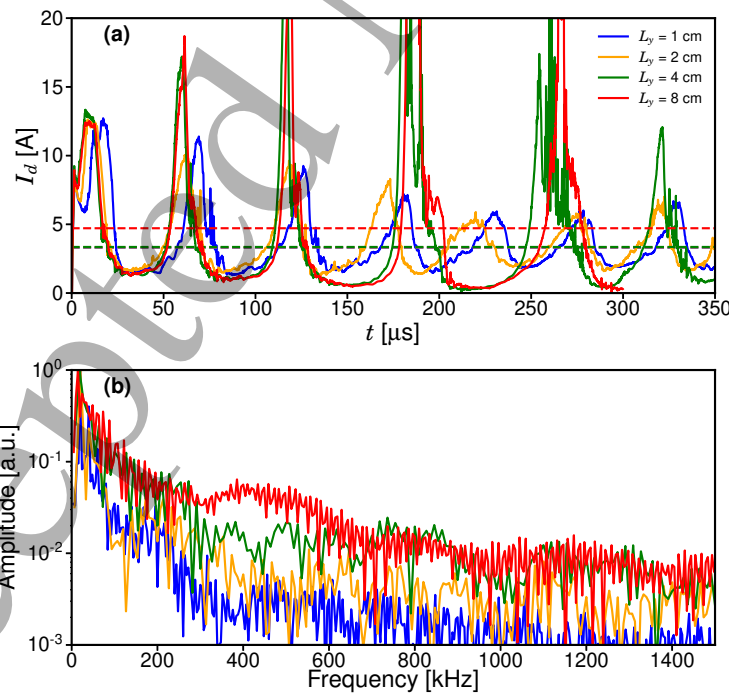 (a)
20
15
10
5
0
I_d [A]
L_y = 1 cm
L_y = 2 cm
L_y = 4 cm
L_y = 8 cm
0 50 100 150 200 250 300 350
t [µs]
(b)
10^0
10^-1
10^-2
10^-3
Amplitude [a.u.]
0 200 400 600 800 1000 1200 1400
Frequency [kHz]